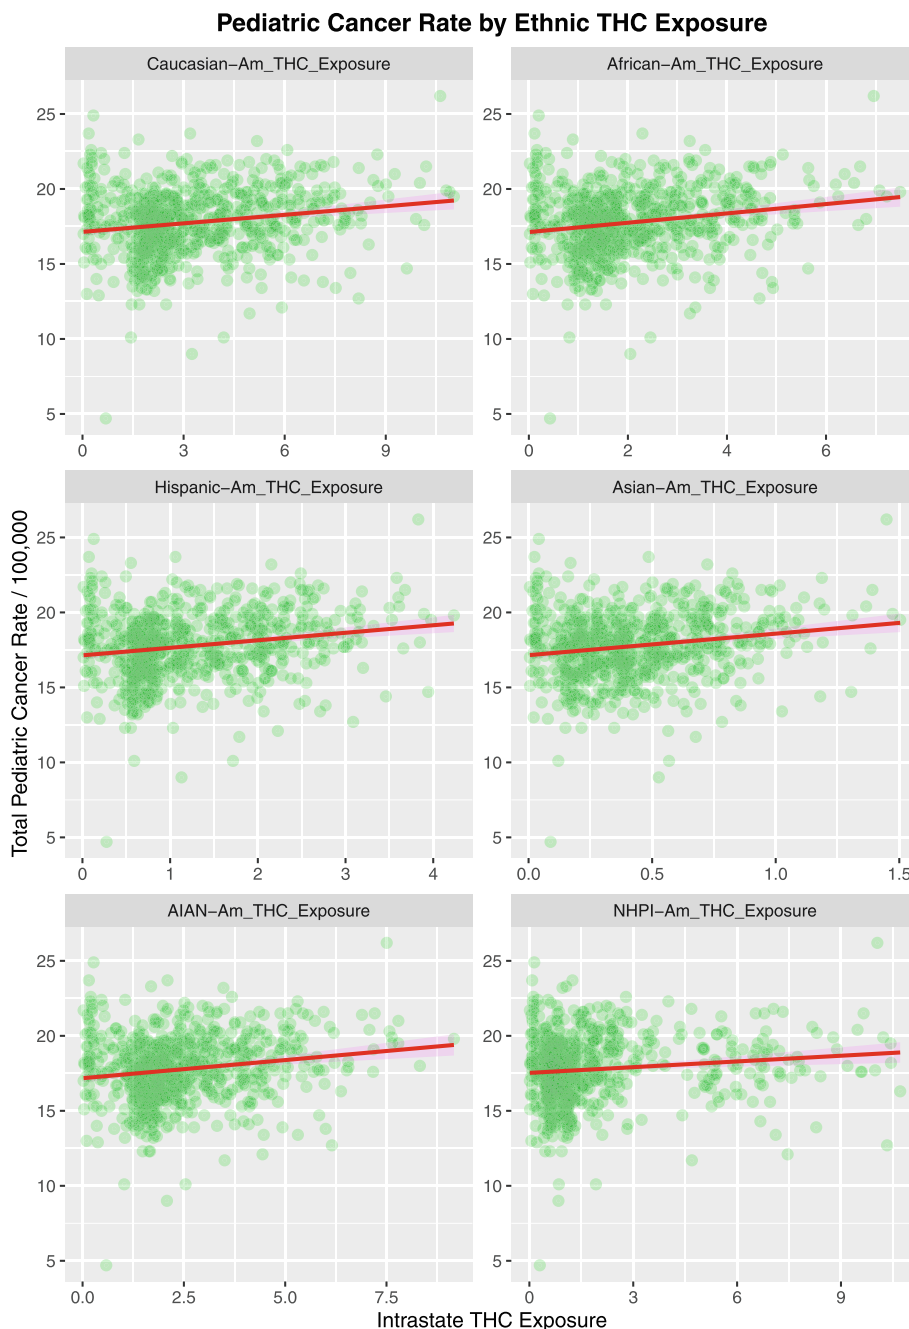 Pediatric Cancer Rate by Ethnic THC Exposure
Caucasian−Am_THC_Exposure
African−Am_THC_Exposure
25
20
15
10
5
0 3 6 9
25
20
15
10
5
0 2 4 6
Hispanic−Am_THC_Exposure
Asian−Am_THC_Exposure
25
20
15
10
5
0 1 2 3 4
25
20
15
10
5
0.0 0.5 1.0 1.5
AIAN−Am_THC_Exposure
NHPI−Am_THC_Exposure
25
20
15
10
5
0.0 2.5 5.0 7.5
25
20
15
10
5
0 3 6 9
Total Pediatric Cancer Rate / 100,000
Intrastate THC Exposure